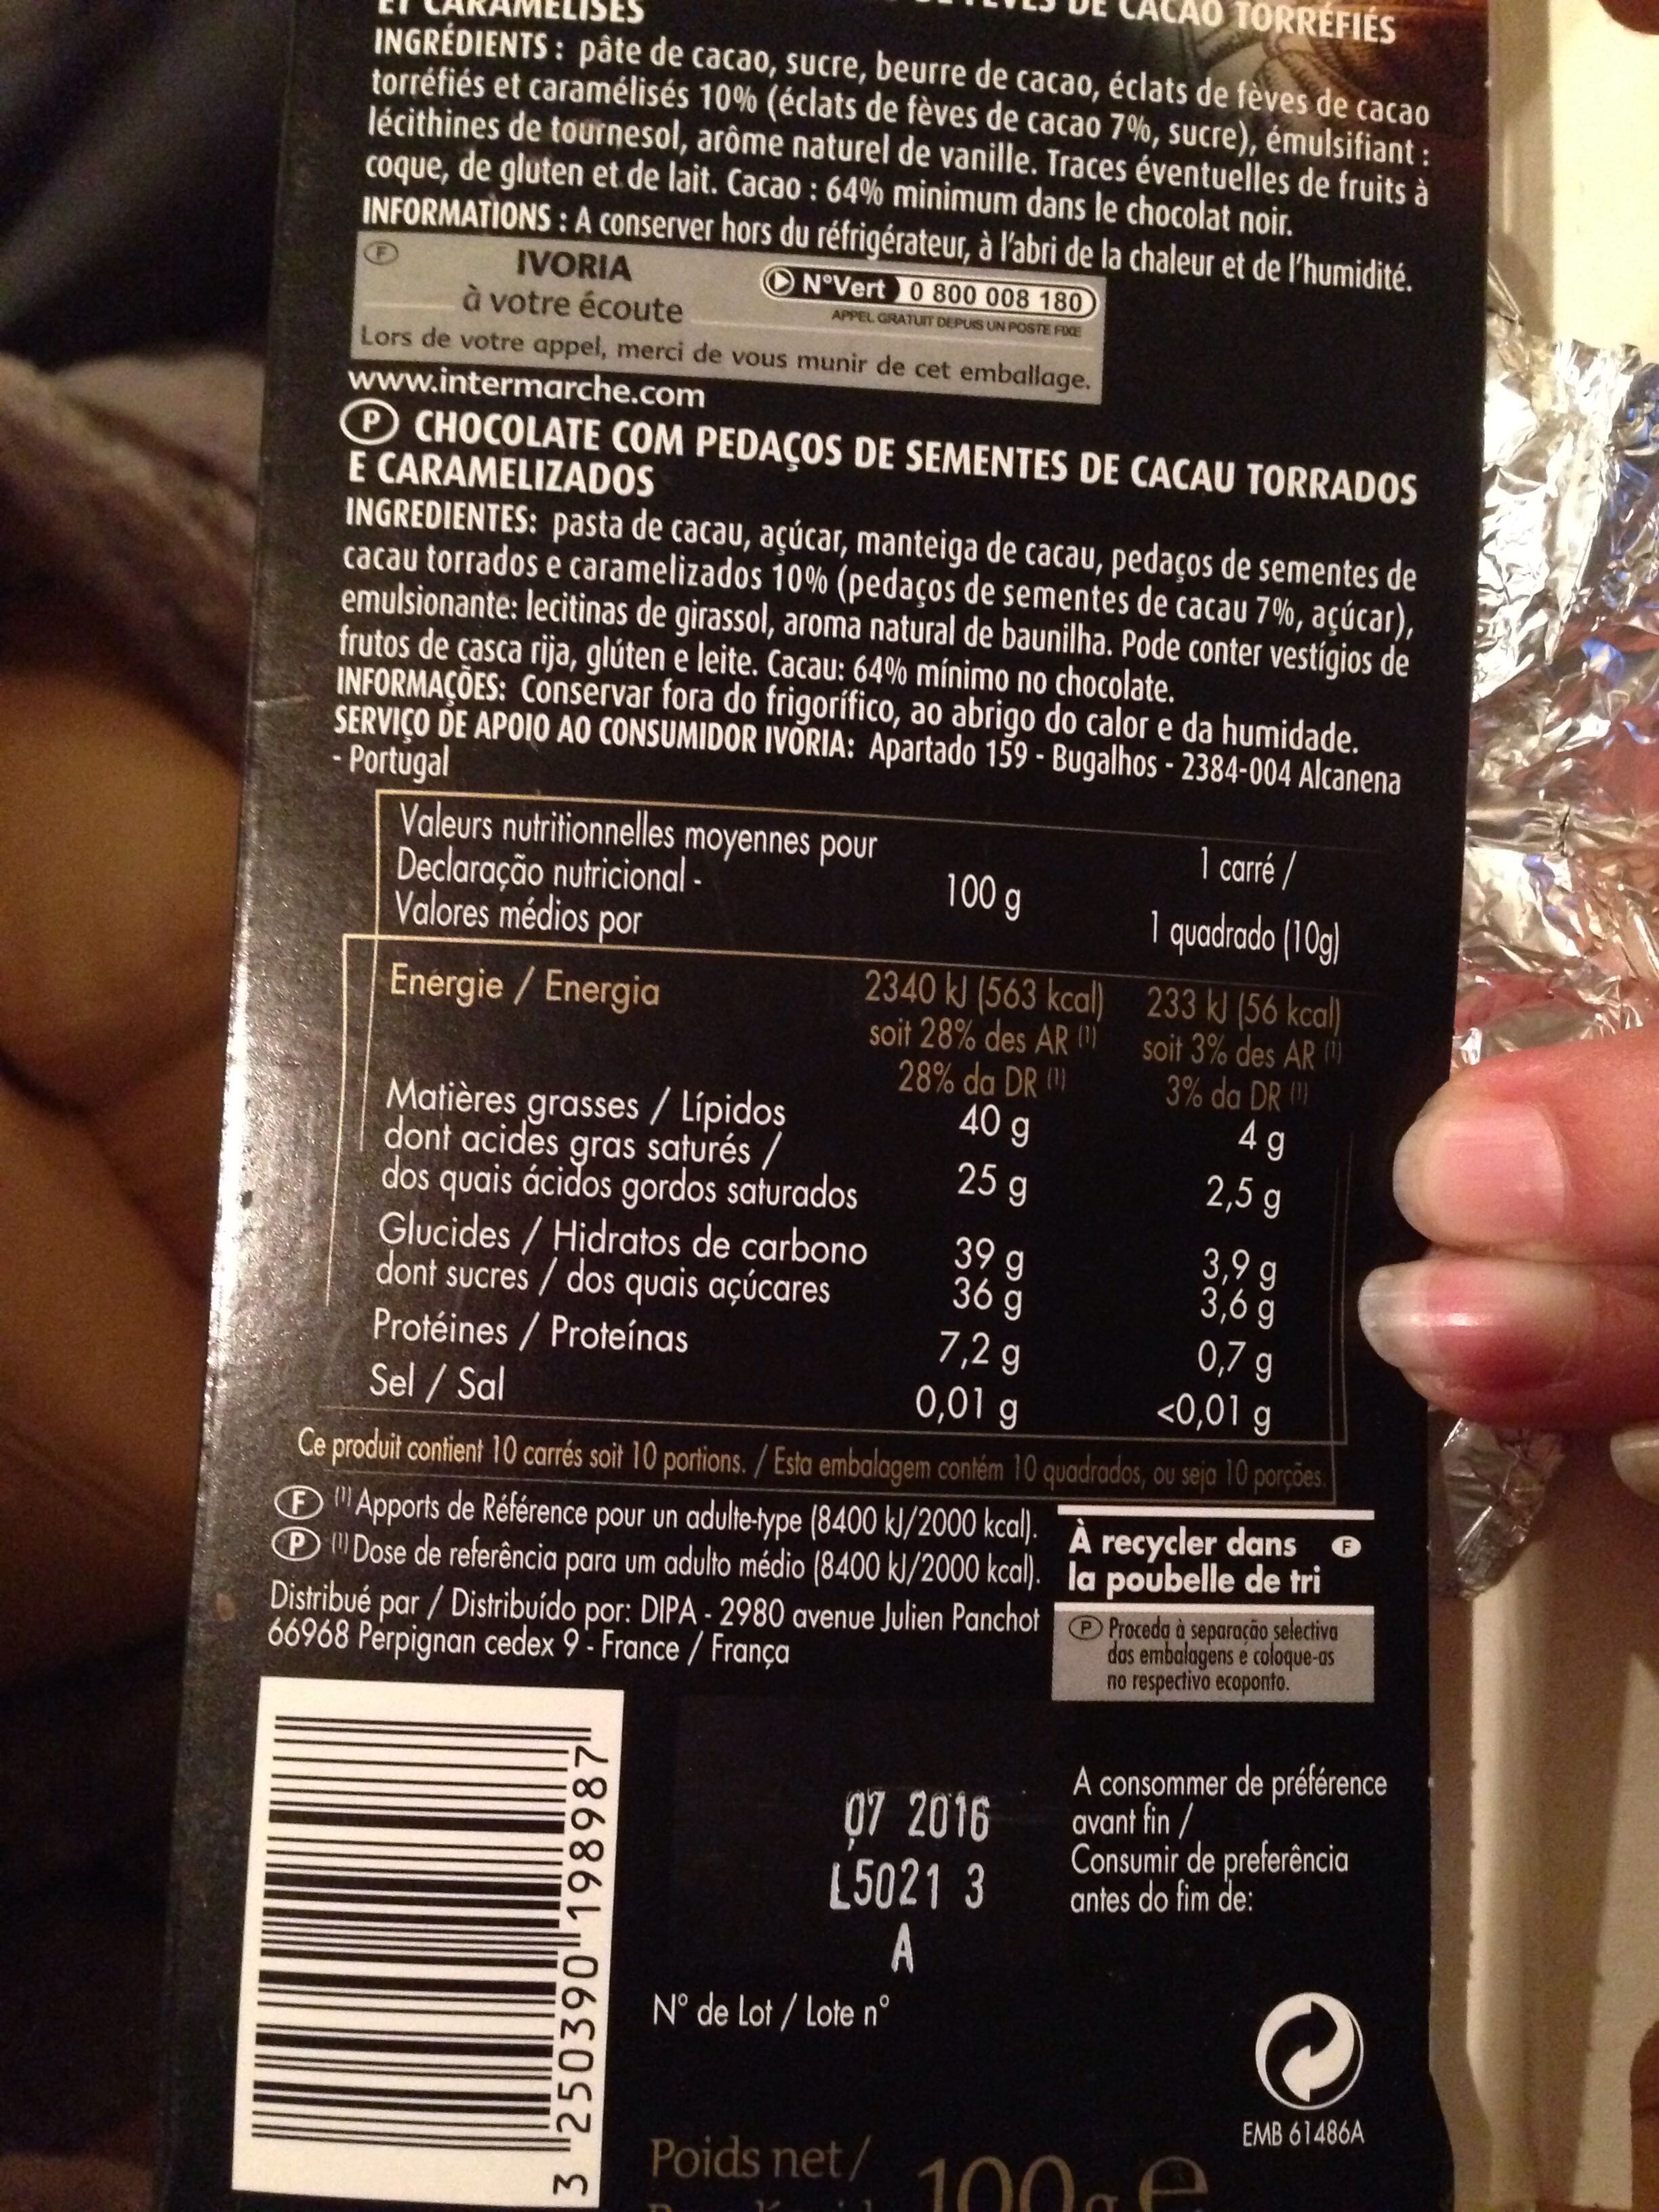 ET CARAMÉLISÉS
DE CACAO TORRÉFIÉS
INGRÉDIENTS : pâte de cacao, sucre, beurre de cacao, éclats de fèves de cacao
torréfiés et caramélisés 10% (éclats de fèves de cacao 7%, sucre), émulsifiant :
lécithines de tournesol, arôme naturel de vanille. Traces éventuelles de fruits à
coque, de gluten et de lait. Cacao : 64% minimum dans le chocolat noir.
INFORMATIONS : A conserver hors du réfrigérateur, à l'abri de la chaleur et de l'humidité.
F IVORIA
à votre écoute
N°Vert 0 800 008 180
APPEL GRATUIT DEPUIS UN POSTE FIXE
Lors de votre appel, merci de vous munir de cet emballage.
www.intermarche.com
P CHOCOLATE COM PEDAÇOS DE SEMENTES DE CACAU TORRADOS
E CARAMELIZADOS
INGREDIENTES: pasta de cacau, açúcar, manteiga de cacau, pedaços de sementes de
cacau torrados e caramelizados 10% (pedaços de sementes de cacau 7%, açúcar),
emulsionante: lecitinas de girassol, aroma natural de baunilha. Pode conter vestígios de
frutos de casca rija, glúten e leite. Cacau: 64% mínimo no chocolate.
INFORMAÇÕES: Conservar fora do frigorífico, ao abrigo do calor e da humidade.
SERVIÇO DE APOIO AO CONSUMIDOR IVORIA: Apartado 159 - Bugalhos - 2384-004 Alcanena
- Portugal
Valeurs nutritionnelles moyennes pour
Declaração nutricional -
Valores médios por
100 g
1 carré /
1 quadrado (10g)
Energie / Energia 2340 kJ (563 kcal) 233 kJ (56 kcal)
soit 28% des AR (1) soit 3% des AR (1)
28% da DR (1) 3% da DR (1)
Matières grasses / Lípidos 40 g 4 g
dont acides gras saturés /
dos quais ácidos gordos saturados 25 g 2,5 g
Glucides / Hidratos de carbono 39 g 3,9 g
dont sucres / dos quais açúcares 36 g 3,6 g
Protéines / Proteínas 7,2 g 0,7 g
Sel / Sal 0,01 g <0,01 g
Ce produit contient 10 carrés soit 10 portions. / Esta embalagem contém 10 quadrados, ou seja 10 porções.
F (1) Apports de Référence pour un adulte-type (8400 kJ/2000 kcal).
P (1) Dose de referência para um adulto médio (8400 kJ/2000 kcal).
Distribué par / Distribuído por: DIPA - 2980 avenue Julien Panchot
66968 Perpignan cedex 9 - France / França
À recycler dans F
la poubelle de tri
P Proceda à separação selectiva
das embalagens e coloque-as
no respectivo ecoponto.
3 250390 198987
07 2016
L5021 3
A
A consommer de préférence
avant fin /
Consumir de preferência
antes do fim de:
N° de Lot / Lote n°
EMB 61486A
Poids net /
100 g e